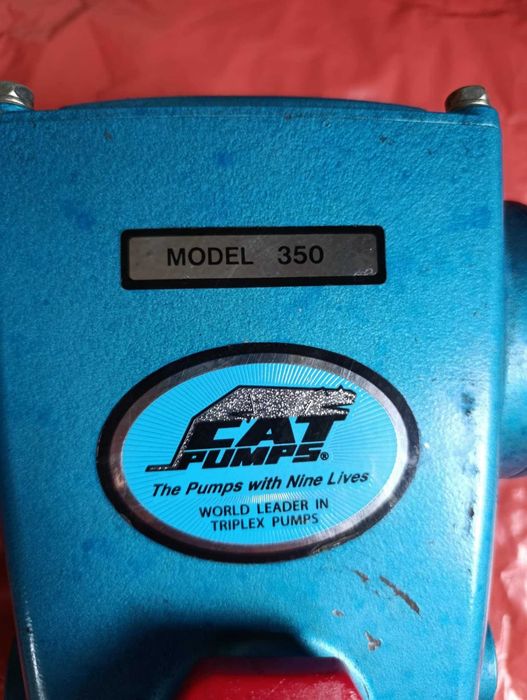 MODEL 350
CAT
PUMPS®
The Pumps with Nine Lives
WORLD LEADER IN
TRIPLEX PUMPS